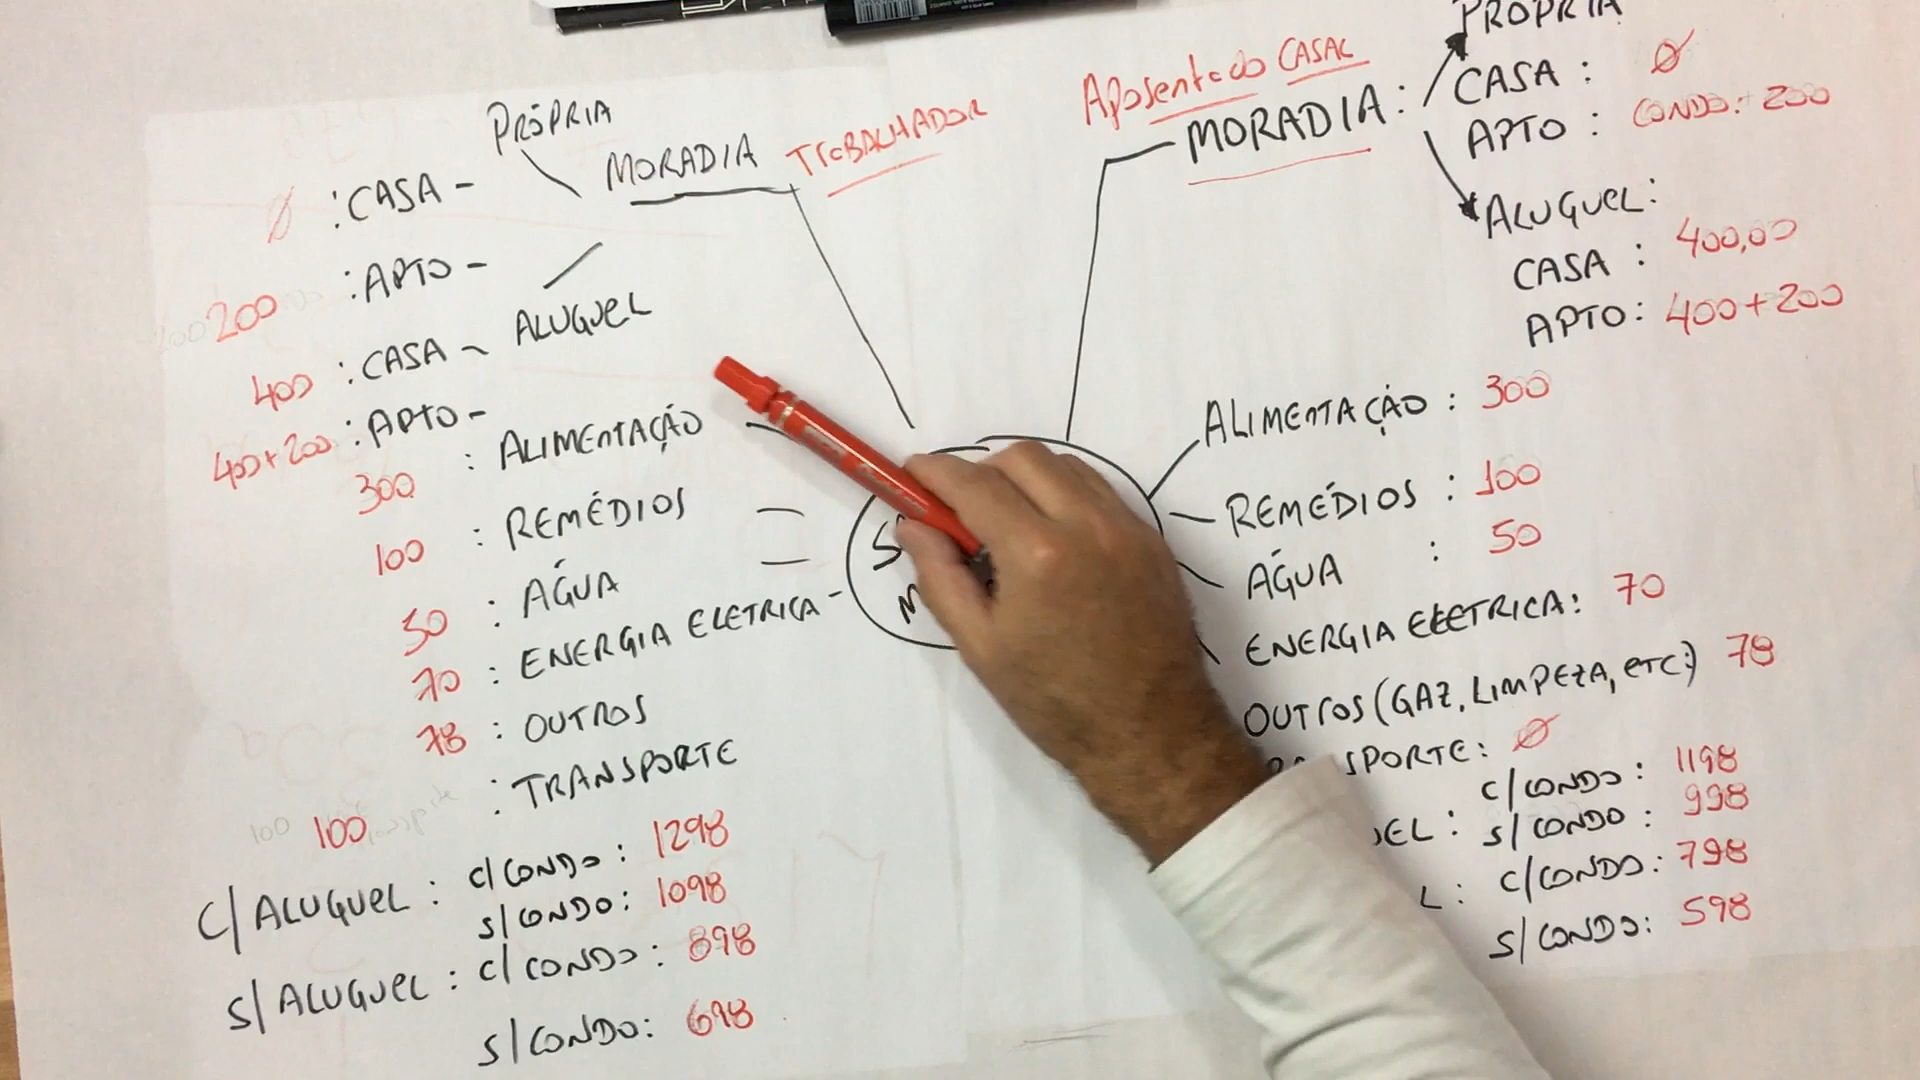 PRÓPRIA
MORADIA TRABALHADOR
Ø :CASA -
200 :APTO -
ALUGUEL
400 :CASA -
400+200 :APTO -
300 : ALIMENTAÇÃO
100 : REMÉDIOS
50 : ÁGUA
70 : ENERGIA ELETRICA -
78 : OUTROS
100 : TRANSPORTE
C/ALUGUEL : C/CONDO : 1298
S/CONDO : 1098
S/ALUGUEL : C/CONDO : 898
S/CONDO: 698
PRÓPRIA
Aposentado CASAL
MORADIA :
CASA : Ø
APTO : CONDO: 200
ALUGUEL:
CASA : 400,00
APTO: 400+200
ALIMENTAÇÃO : 300
REMÉDIOS : 100
ÁGUA : 50
ENERGIA ELETRICA: 70
OUTROS (GAZ, LIMPEZA, ETC:) 78
SPORTE: Ø
C/CONDO : 1198
EL : S/CONDO : 998
L : C/CONDO: 798
S/CONDO: 598